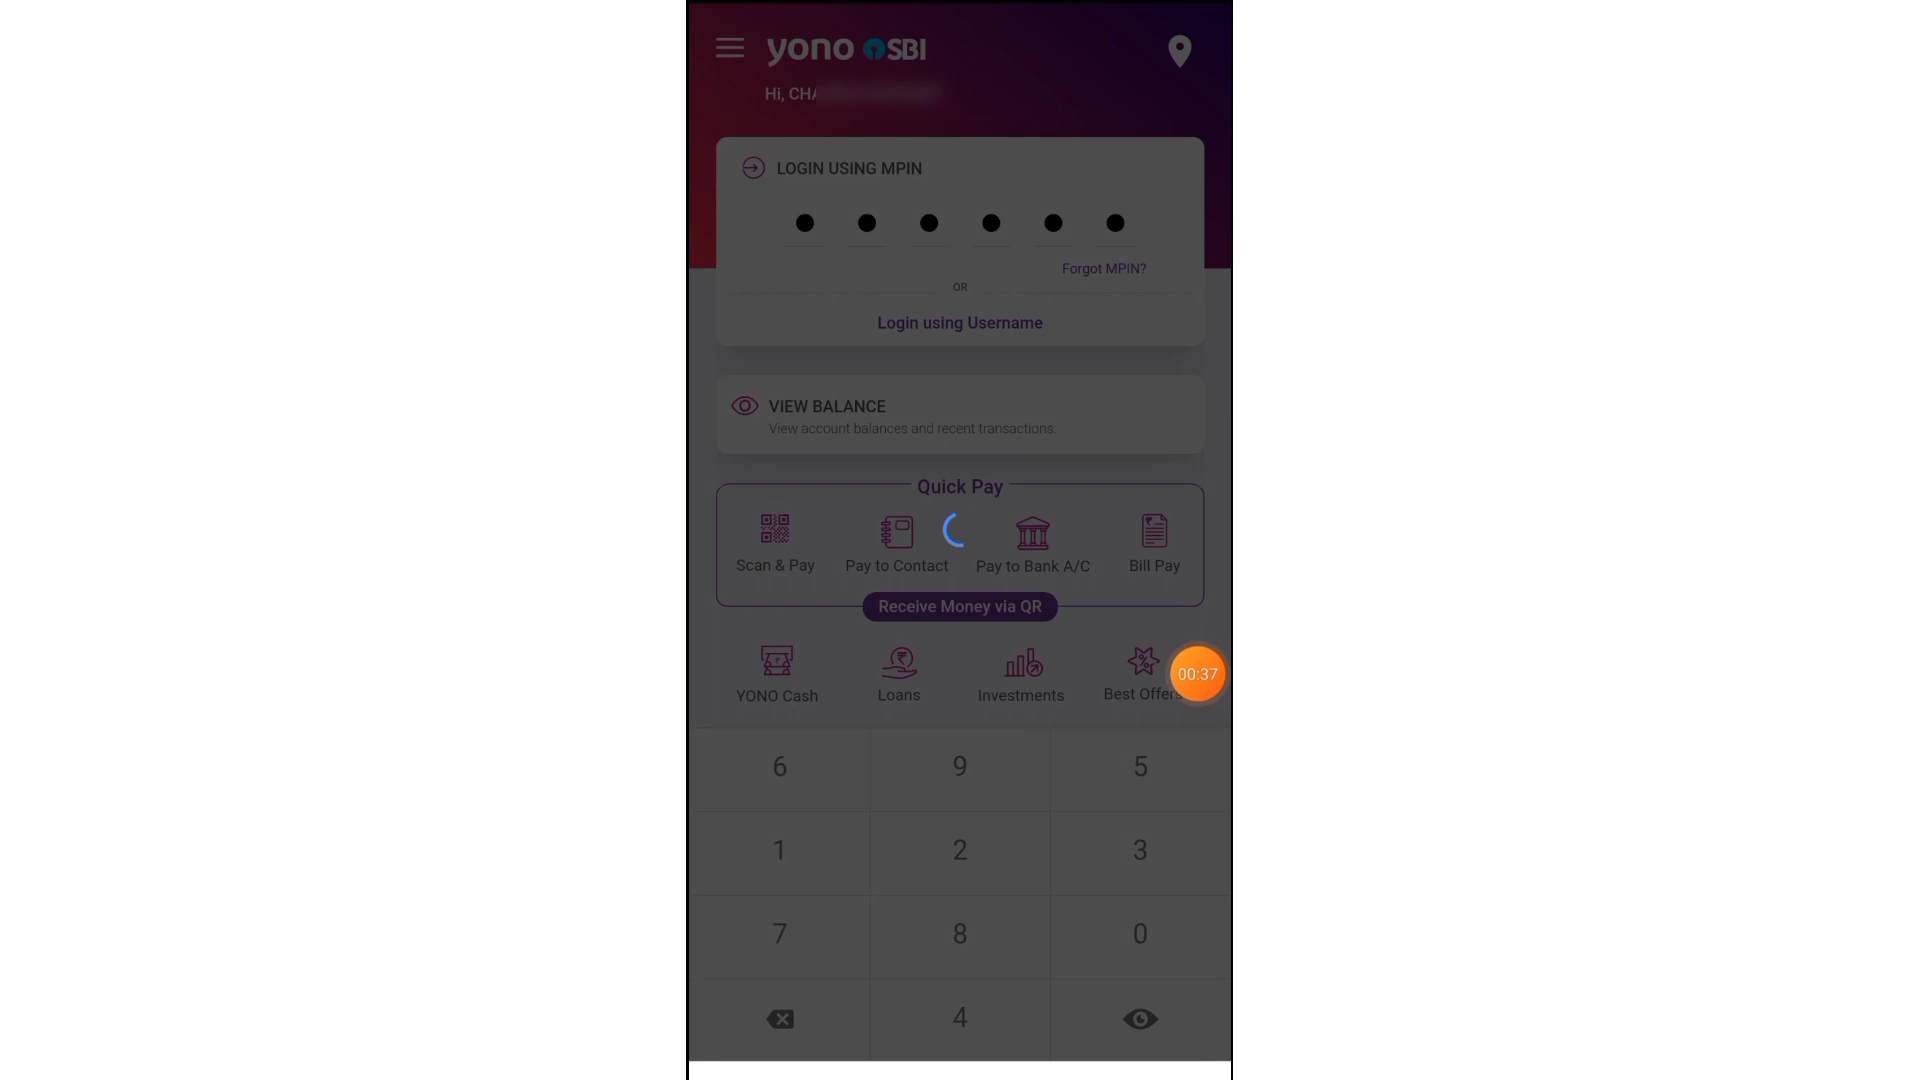 yono SBI
Hi, CHA
LOGIN USING MPIN
Forgot MPIN?
OR
Login using Username
VIEW BALANCE
View account balances and recent transactions.
Quick Pay
Scan & Pay Pay to Contact Pay to Bank A/C Bill Pay
Receive Money via QR
YONO Cash Loans Investments Best Offers
00:37
6 9 5
1 2 3
7 8 0
4